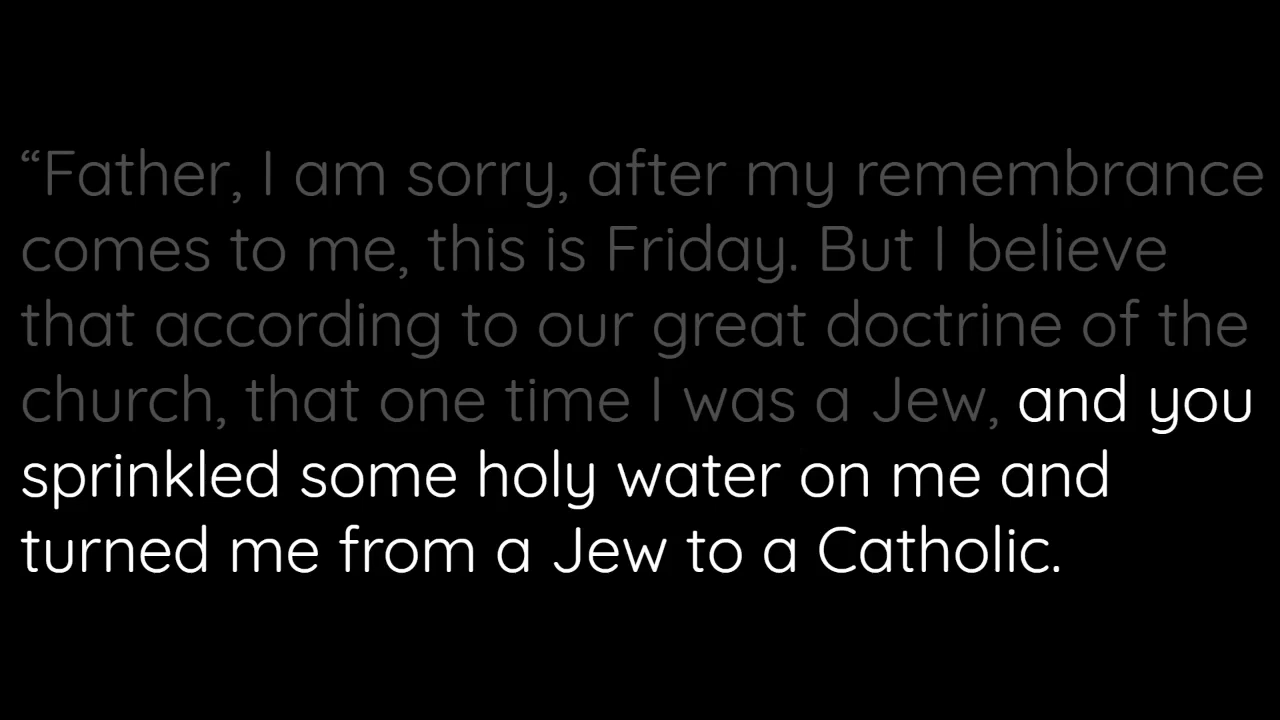 “Father, I am sorry, after my remembrance
comes to me, this is Friday. But I believe
that according to our great doctrine of the
church, that one time I was a Jew, and you
sprinkled some holy water on me and
turned me from a Jew to a Catholic.